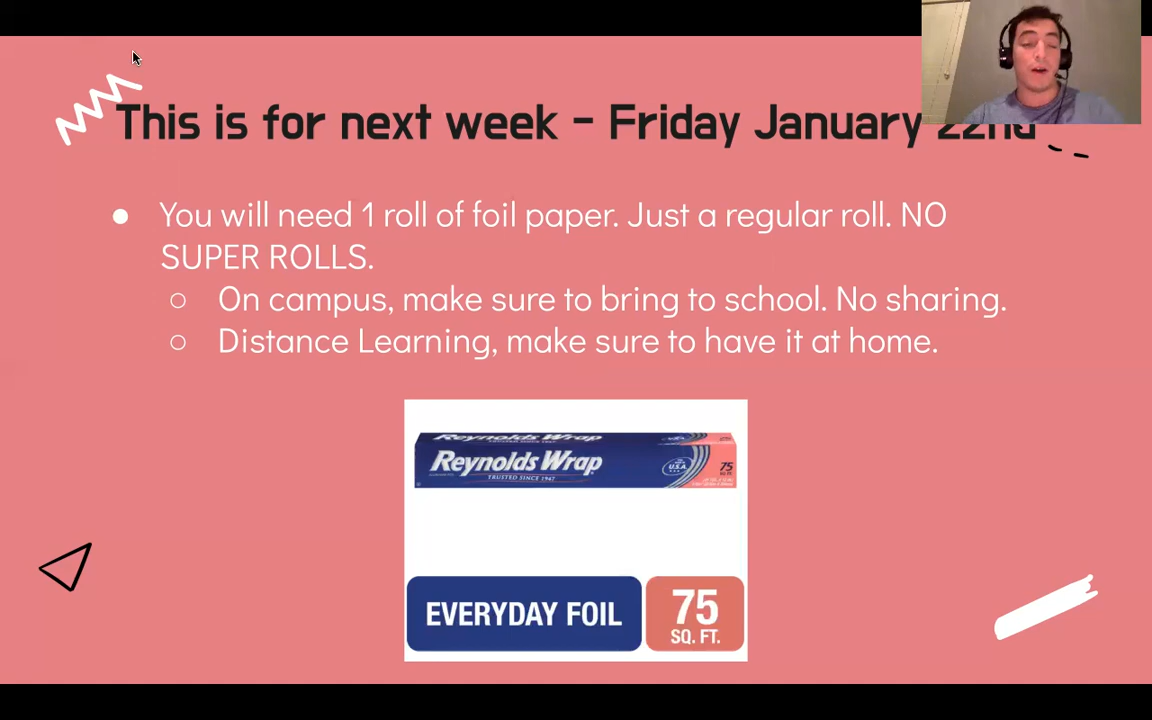 This is for next week - Friday January 22nd
You will need 1 roll of foil paper. Just a regular roll. NO
SUPER ROLLS.
On campus, make sure to bring to school. No sharing.
Distance Learning, make sure to have it at home.
Reynolds Wrap
Reynolds Wrap
TRUSTED SINCE 1947
U.S.A.
75
EVERYDAY FOIL
75
SQ. FT.